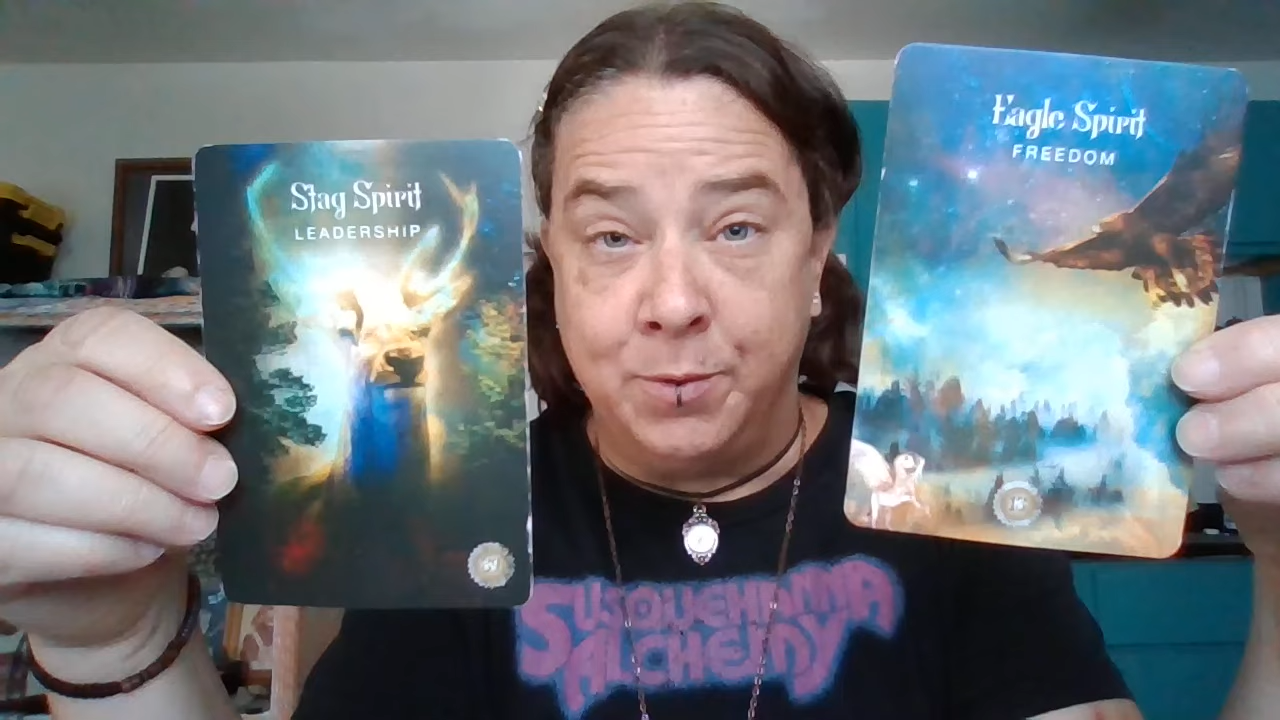 Stag Spirit
LEADERSHIP
Eagle Spirit
FREEDOM
SUSQUEHANNA
ALCHEMY